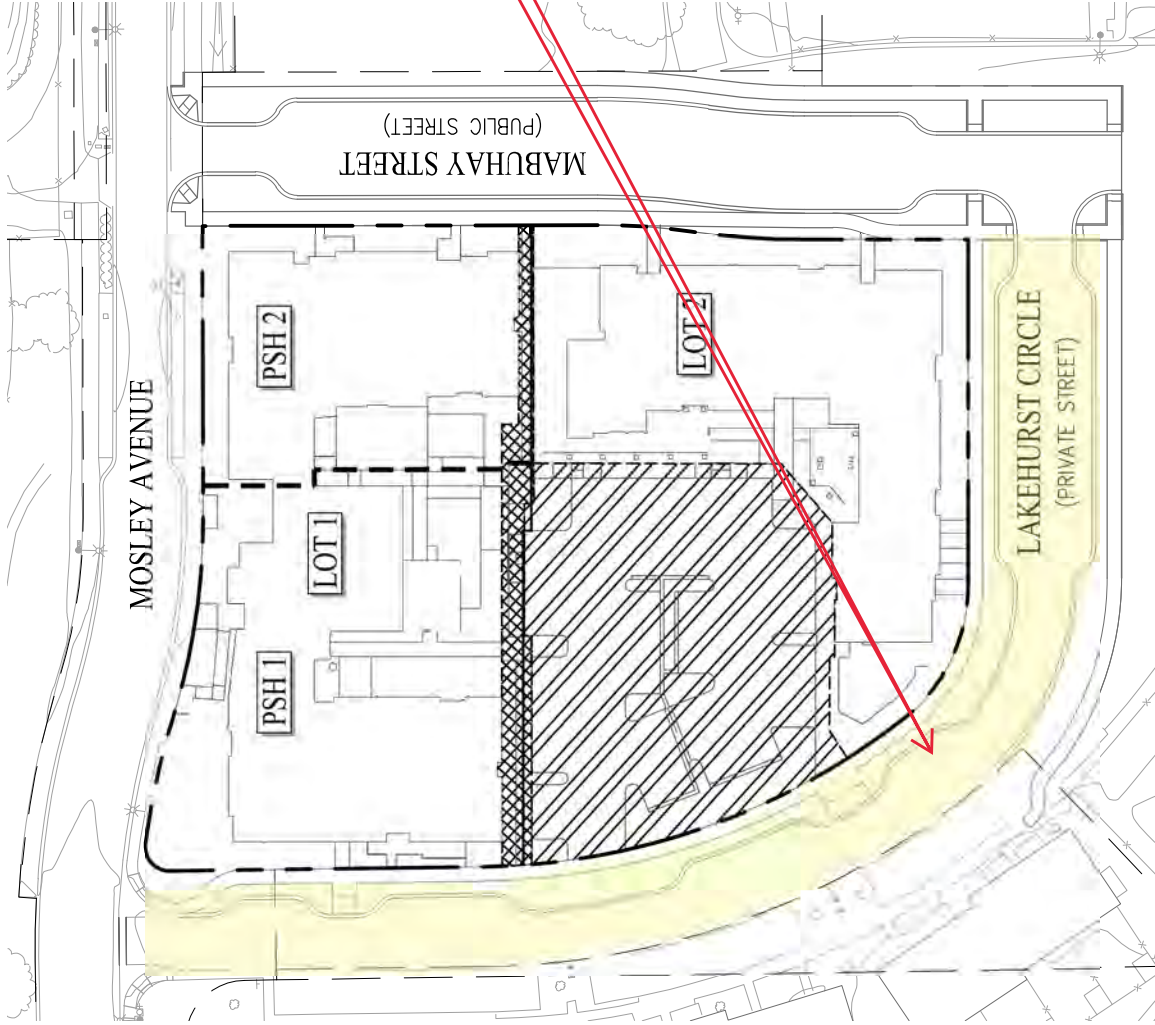 (PUBLIC STREET)
MABUHAY STREET
PSH 2
LOT 2
MOSLEY AVENUE
LOT 1
PSH 1
LAKEHURST CIRCLE
(PRIVATE STREET)